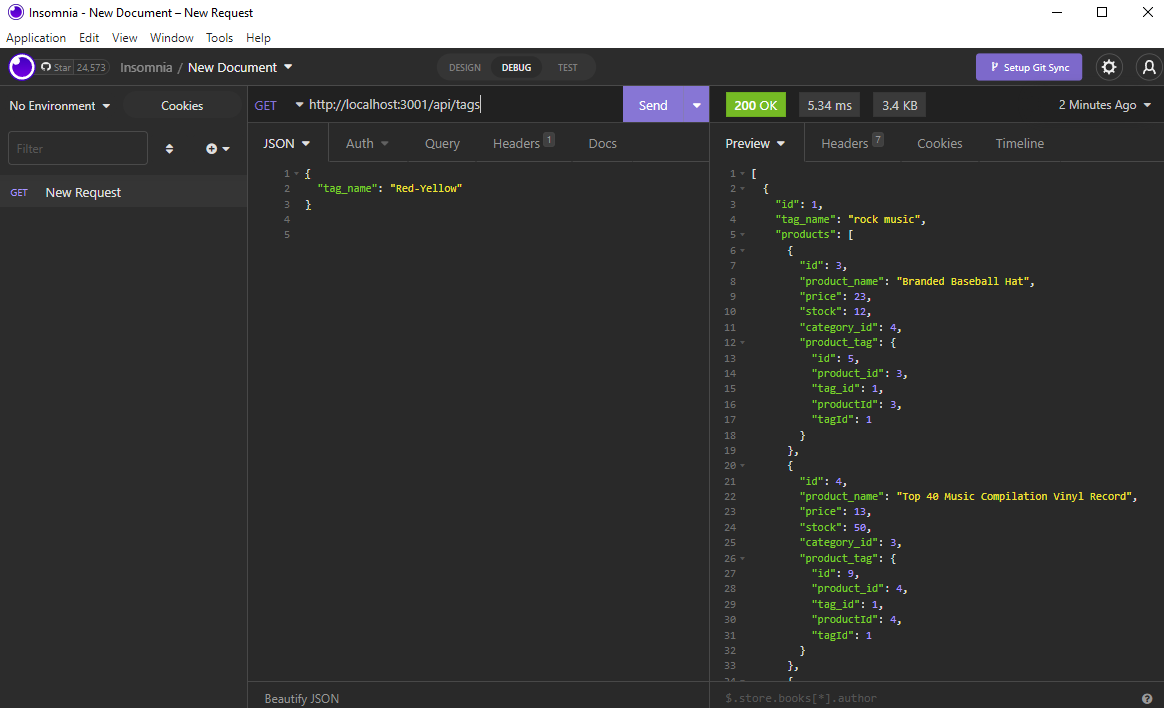 Insomnia - New Document – New Request
Application Edit View Window Tools Help
Star 24,573 Insomnia / New Document DESIGN DEBUG TEST Setup Git Sync
No Environment Cookies
GET http://localhost:3001/api/tags Send 200 OK 5.34 ms 3.4 KB 2 Minutes Ago
Filter
GET New Request
JSON Auth Query Headers 1 Docs
1 {
2 "tag_name": "Red-Yellow"
3 }
4
5
Beautify JSON
Preview Headers 7 Cookies Timeline
1 [
2 {
3 "id": 1,
4 "tag_name": "rock music",
5 "products": [
6 {
7 "id": 3,
8 "product_name": "Branded Baseball Hat",
9 "price": 23,
10 "stock": 12,
11 "category_id": 4,
12 "product_tag": {
13 "id": 5,
14 "product_id": 3,
15 "tag_id": 1,
16 "productId": 3,
17 "tagId": 1
18 }
19 },
20 {
21 "id": 4,
22 "product_name": "Top 40 Music Compilation Vinyl Record",
23 "price": 13,
24 "stock": 50,
25 "category_id": 3,
26 "product_tag": {
27 "id": 9,
28 "product_id": 4,
29 "tag_id": 1,
30 "productId": 4,
31 "tagId": 1
32 }
33 },
34 {
$.store.books[*].author